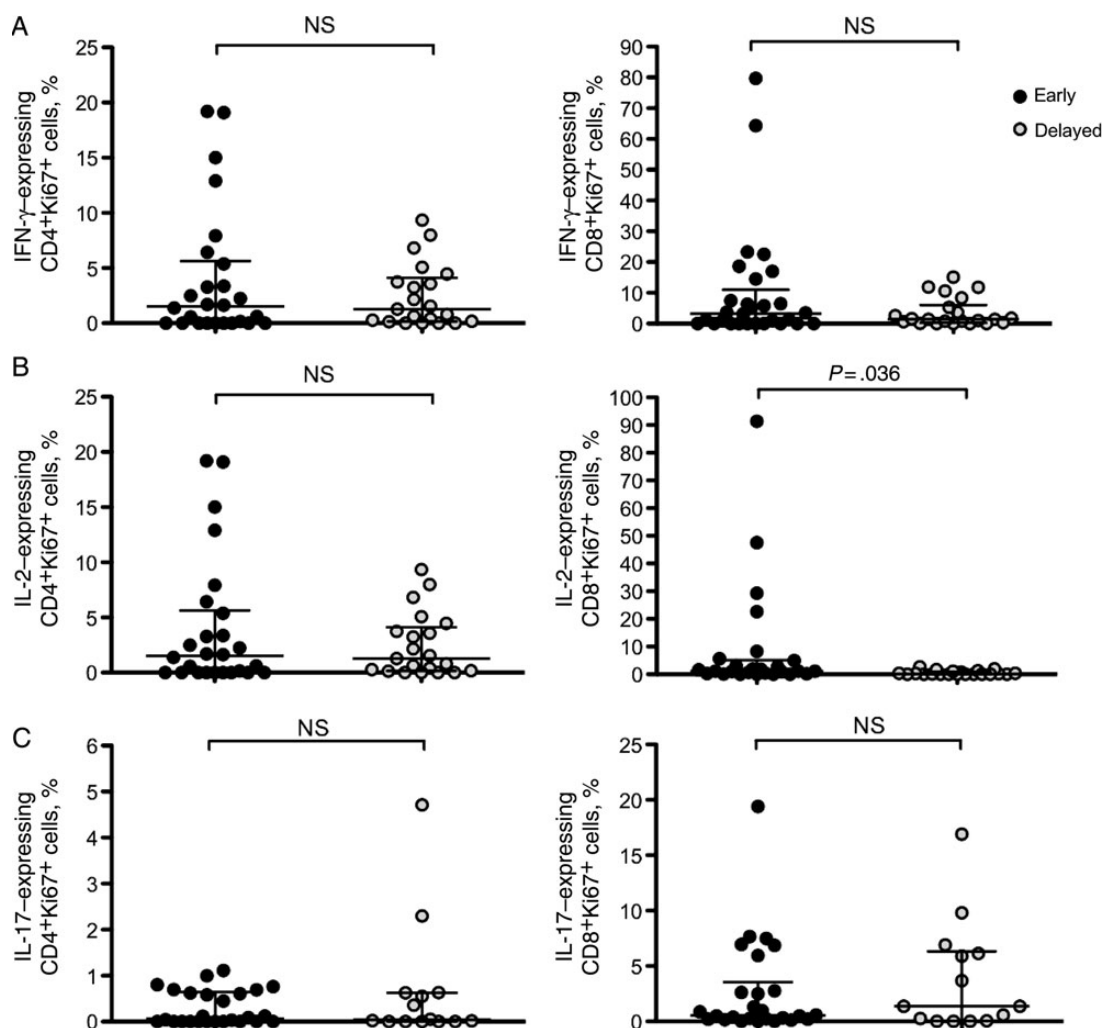 A
NS
25
20
15
10
5
0
IFN-γ–expressing
CD4+Ki67+ cells, %
NS
90
80
70
60
50
40
30
20
10
0
IFN-γ–expressing
CD8+Ki67+ cells, %
Early
Delayed
B
NS
25
20
15
10
5
0
IL-2–expressing
CD4+Ki67+ cells, %
P = .036
100
90
80
70
60
50
40
30
20
10
0
IL-2–expressing
CD8+Ki67+ cells, %
C
NS
6
5
4
3
2
1
0
IL-17–expressing
CD4+Ki67+ cells, %
NS
25
20
15
10
5
0
IL-17–expressing
CD8+Ki67+ cells, %